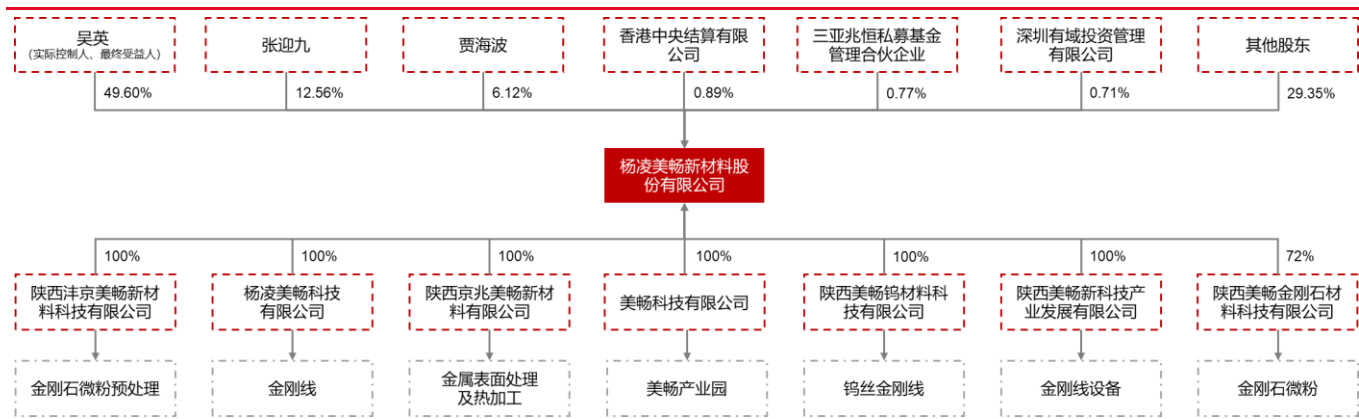 吴英
(实际控制人、最终受益人)
张迎九
贾海波
香港中央结算有限
公司
三亚兆恒私募基金
管理合伙企业
深圳有域投资管理
有限公司
其他股东
49.60%
12.56%
6.12%
0.89%
0.77%
0.71%
29.35%
杨凌美畅新材料股
份有限公司
100%
100%
100%
100%
100%
100%
72%
陕西沣京美畅新材
料科技有限公司
杨凌美畅科技
有限公司
陕西京兆美畅新材
料有限公司
美畅科技有限公司
陕西美畅钨材料科
技有限公司
陕西美畅新科技产
业发展有限公司
陕西美畅金刚石材
料科技有限公司
金刚石微粉预处理
金刚线
金属表面处理
及热加工
美畅产业园
钨丝金刚线
金刚线设备
金刚石微粉